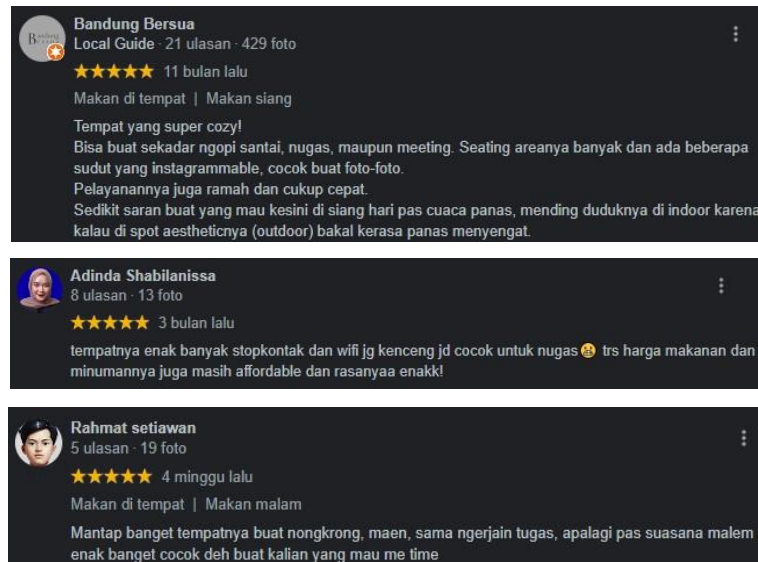 Bandung Bersua
Local Guide · 21 ulasan · 429 foto
11 bulan lalu
Makan di tempat | Makan siang
Tempat yang super cozy!
Bisa buat sekadar ngopi santai, nugas, maupun meeting. Seating areanya banyak dan ada beberapa
sudut yang instagrammable, cocok buat foto-foto.
Pelayanannya juga ramah dan cukup cepat.
Sedikit saran buat yang mau kesini di siang hari pas cuaca panas, mending duduknya di indoor karena
kalau di spot aestheticnya (outdoor) bakal kerasa panas menyengat.
Adinda Shabilanissa
8 ulasan · 13 foto
3 bulan lalu
tempatnya enak banyak stopkontak dan wifi jg kenceng jd cocok untuk nugas😭 trs harga makanan dan
minumannya juga masih affordable dan rasanyaa enakk!
Rahmat setiawan
5 ulasan · 19 foto
4 minggu lalu
Makan di tempat | Makan malam
Mantap banget tempatnya buat nongkrong, maen, sama ngerjain tugas, apalagi pas suasana malem
enak banget cocok deh buat kalian yang mau me time